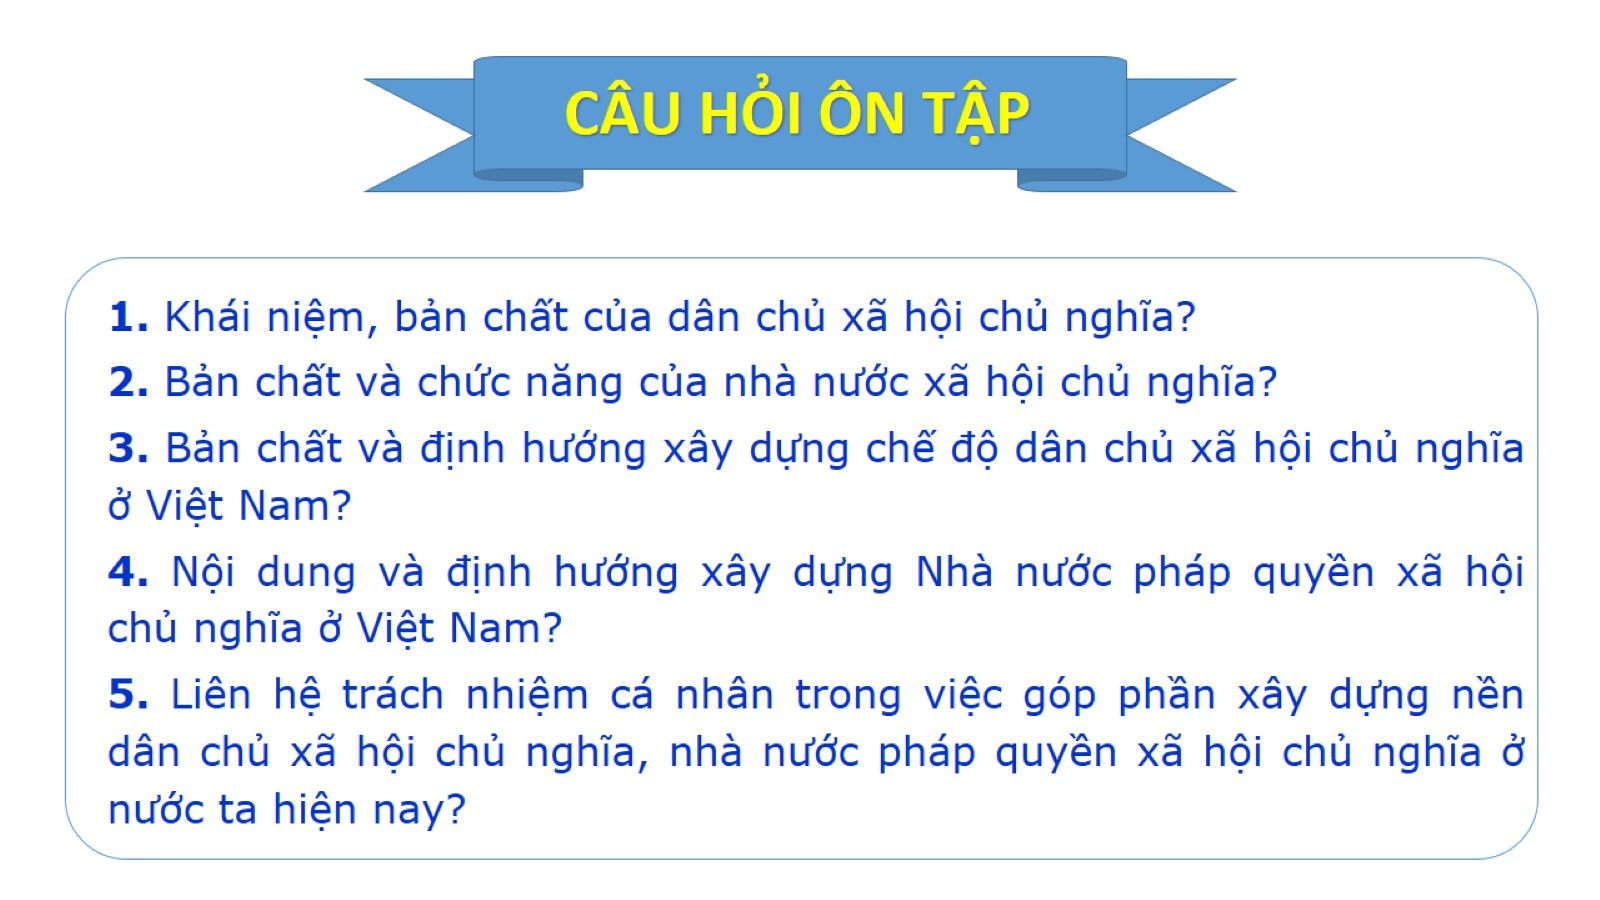 CÂU HỎI ÔN TẬP
1. Khái niệm, bản chất của dân chủ xã hội chủ nghĩa?
2. Bản chất và chức năng của nhà nước xã hội chủ nghĩa?
3. Bản chất và định hướng xây dựng chế độ dân chủ xã hội chủ nghĩa
ở Việt Nam?
4. Nội dung và định hướng xây dựng Nhà nước pháp quyền xã hội
chủ nghĩa ở Việt Nam?
5. Liên hệ trách nhiệm cá nhân trong việc góp phần xây dựng nền
dân chủ xã hội chủ nghĩa, nhà nước pháp quyền xã hội chủ nghĩa ở
nước ta hiện nay?